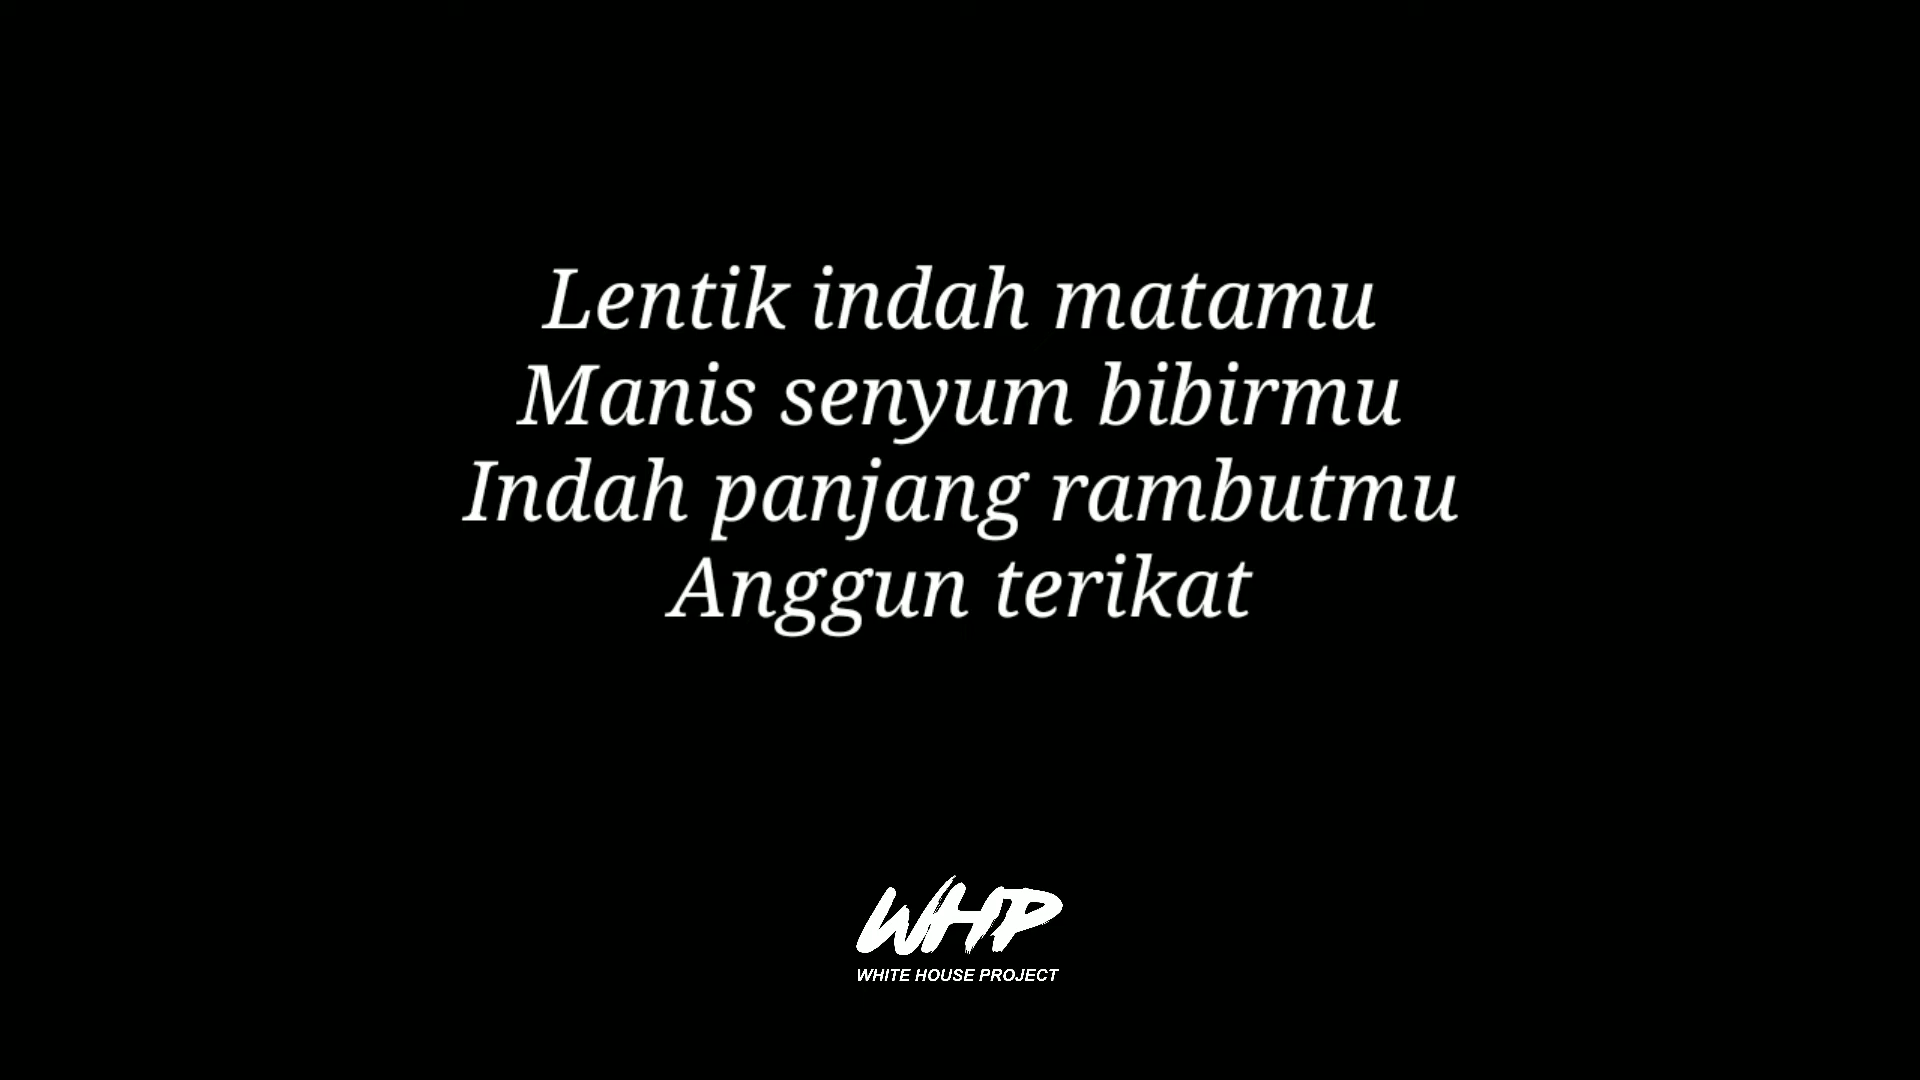 Lentik indah matamu
Manis senyum bibirmu
Indah panjang rambutmu
Anggun terikat
WHP
WHITE HOUSE PROJECT